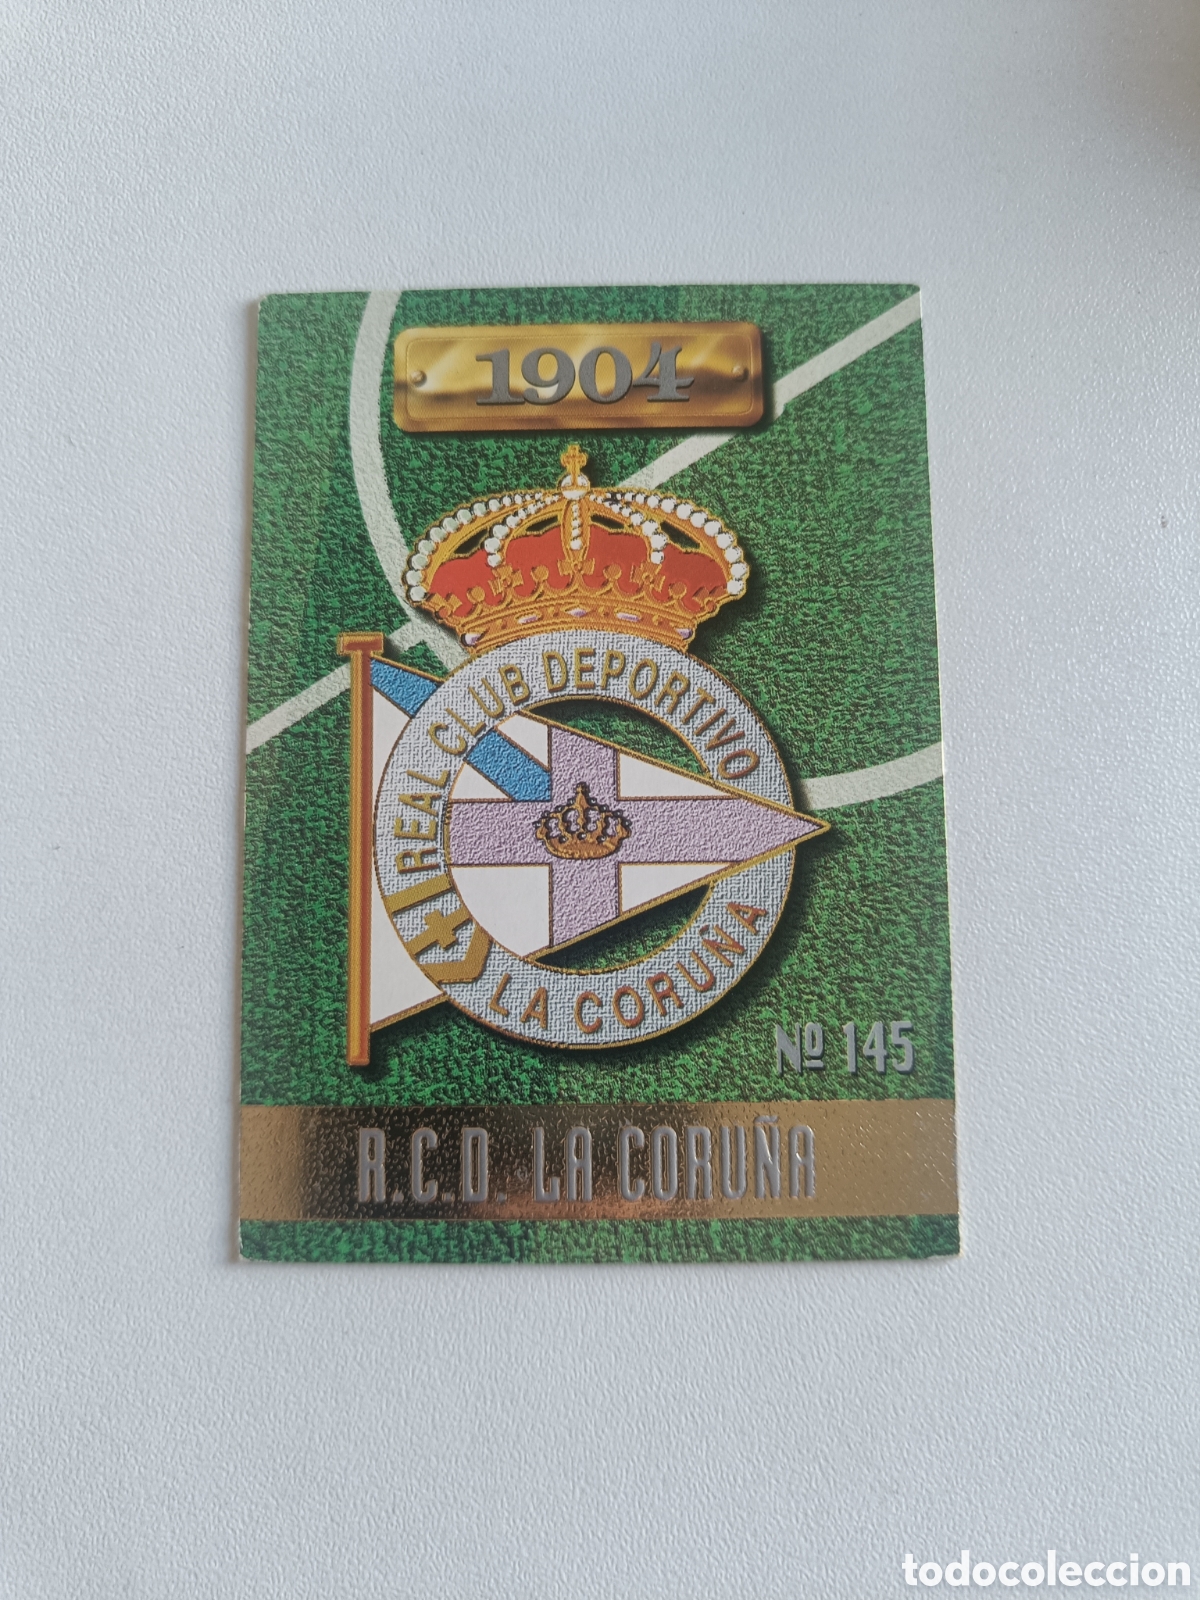 1904
REAL CLUB DEPORTIVO
LA CORUÑA
Nº 145
R.C.D. LA CORUÑA
todocoleccion